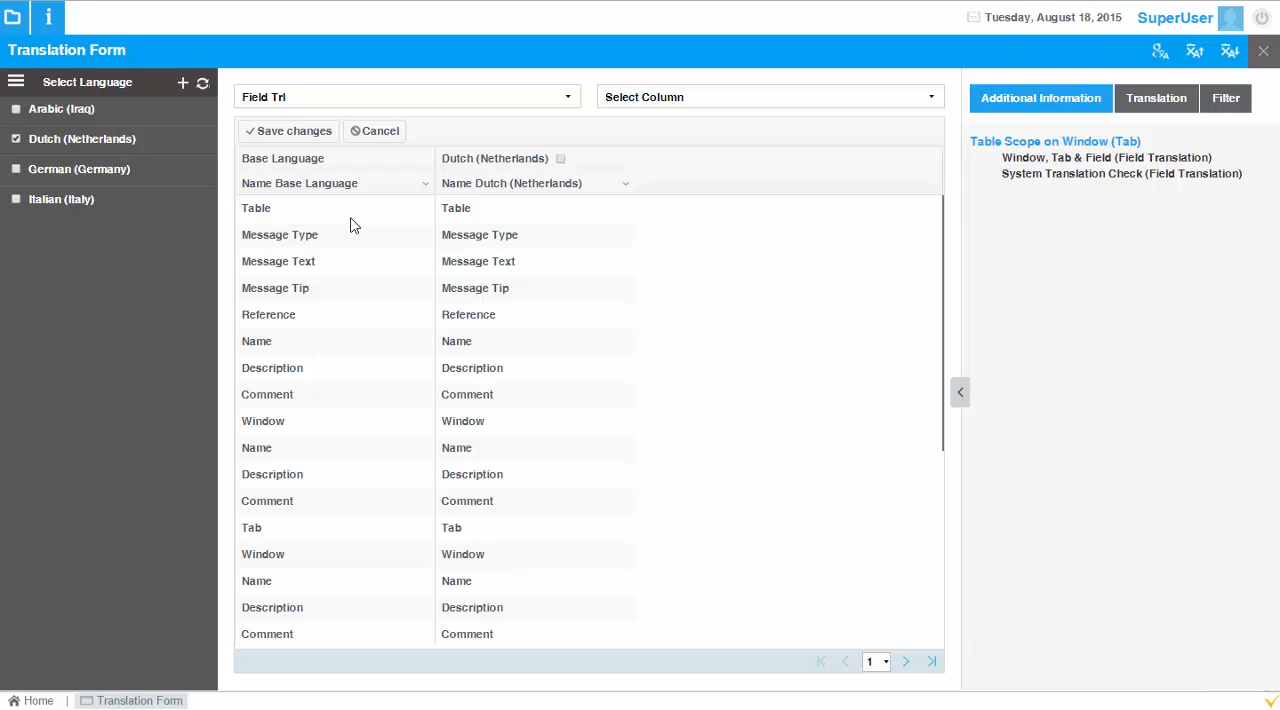 i
Tuesday, August 18, 2015 SuperUser
Translation Form
Select Language
Arabic (Iraq)
Dutch (Netherlands)
German (Germany)
Italian (Italy)
Field Trl
Select Column
Save changes
Cancel
Base Language
Dutch (Netherlands)
Name Base Language
Name Dutch (Netherlands)
Table Table
Message Type Message Type
Message Text Message Text
Message Tip Message Tip
Reference Reference
Name Name
Description Description
Comment Comment
Window Window
Name Name
Description Description
Comment Comment
Tab Tab
Window Window
Name Name
Description Description
Comment Comment
1
Additional Information
Translation
Filter
Table Scope on Window (Tab)
Window, Tab & Field (Field Translation)
System Translation Check (Field Translation)
Home | Translation Form